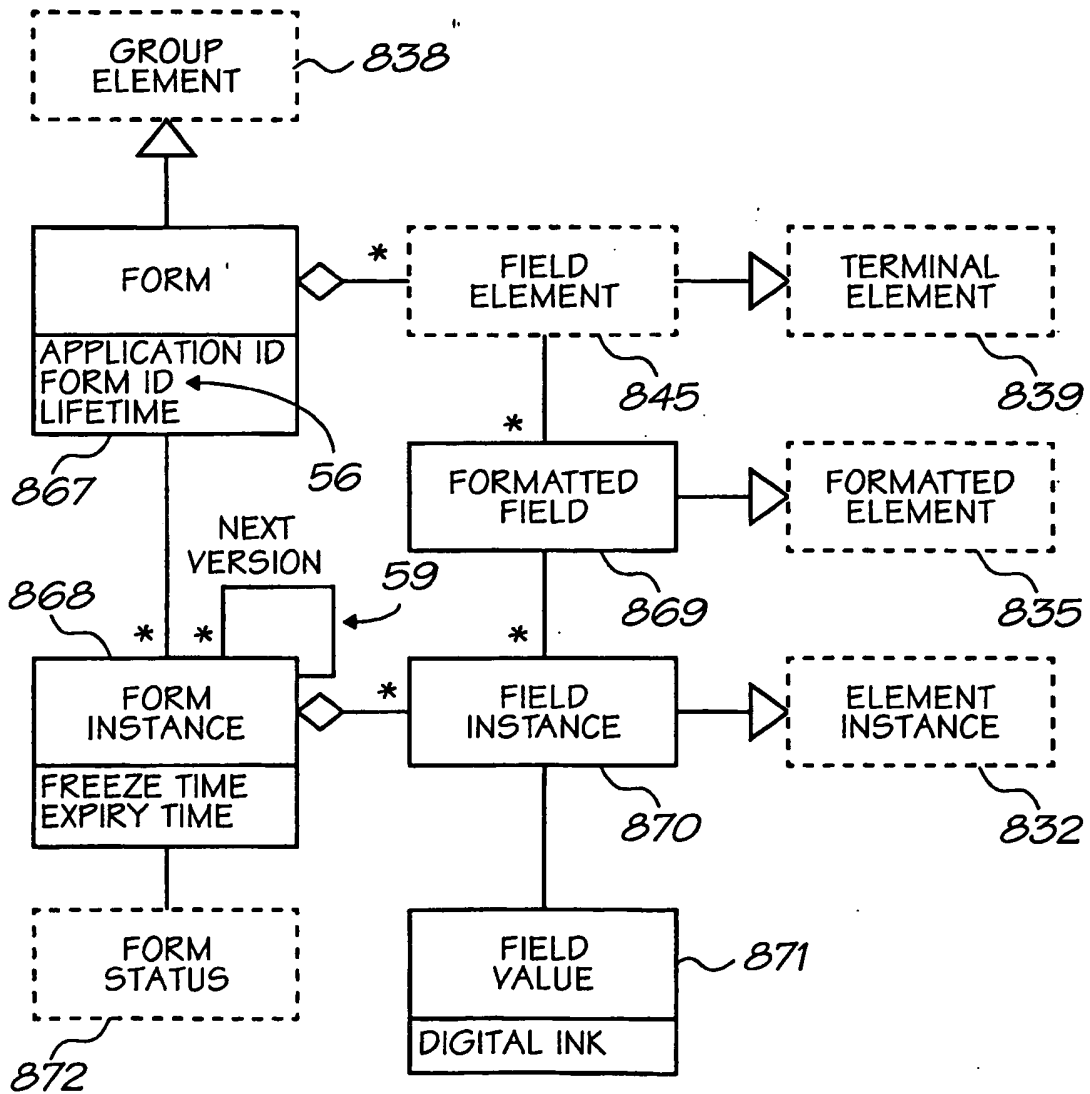 GROUP
ELEMENT
838
FORM
*
FIELD
ELEMENT
TERMINAL
ELEMENT
APPLICATION ID
FORM ID
LIFETIME
845
839
867
56
*
FORMATTED
FIELD
FORMATTED
ELEMENT
NEXT
VERSION
59
869
835
868
*
*
*
FORM
INSTANCE
*
FIELD
INSTANCE
ELEMENT
INSTANCE
FREEZE TIME
EXPIRY TIME
870
832
FORM
STATUS
FIELD
VALUE
871
DIGITAL INK
872